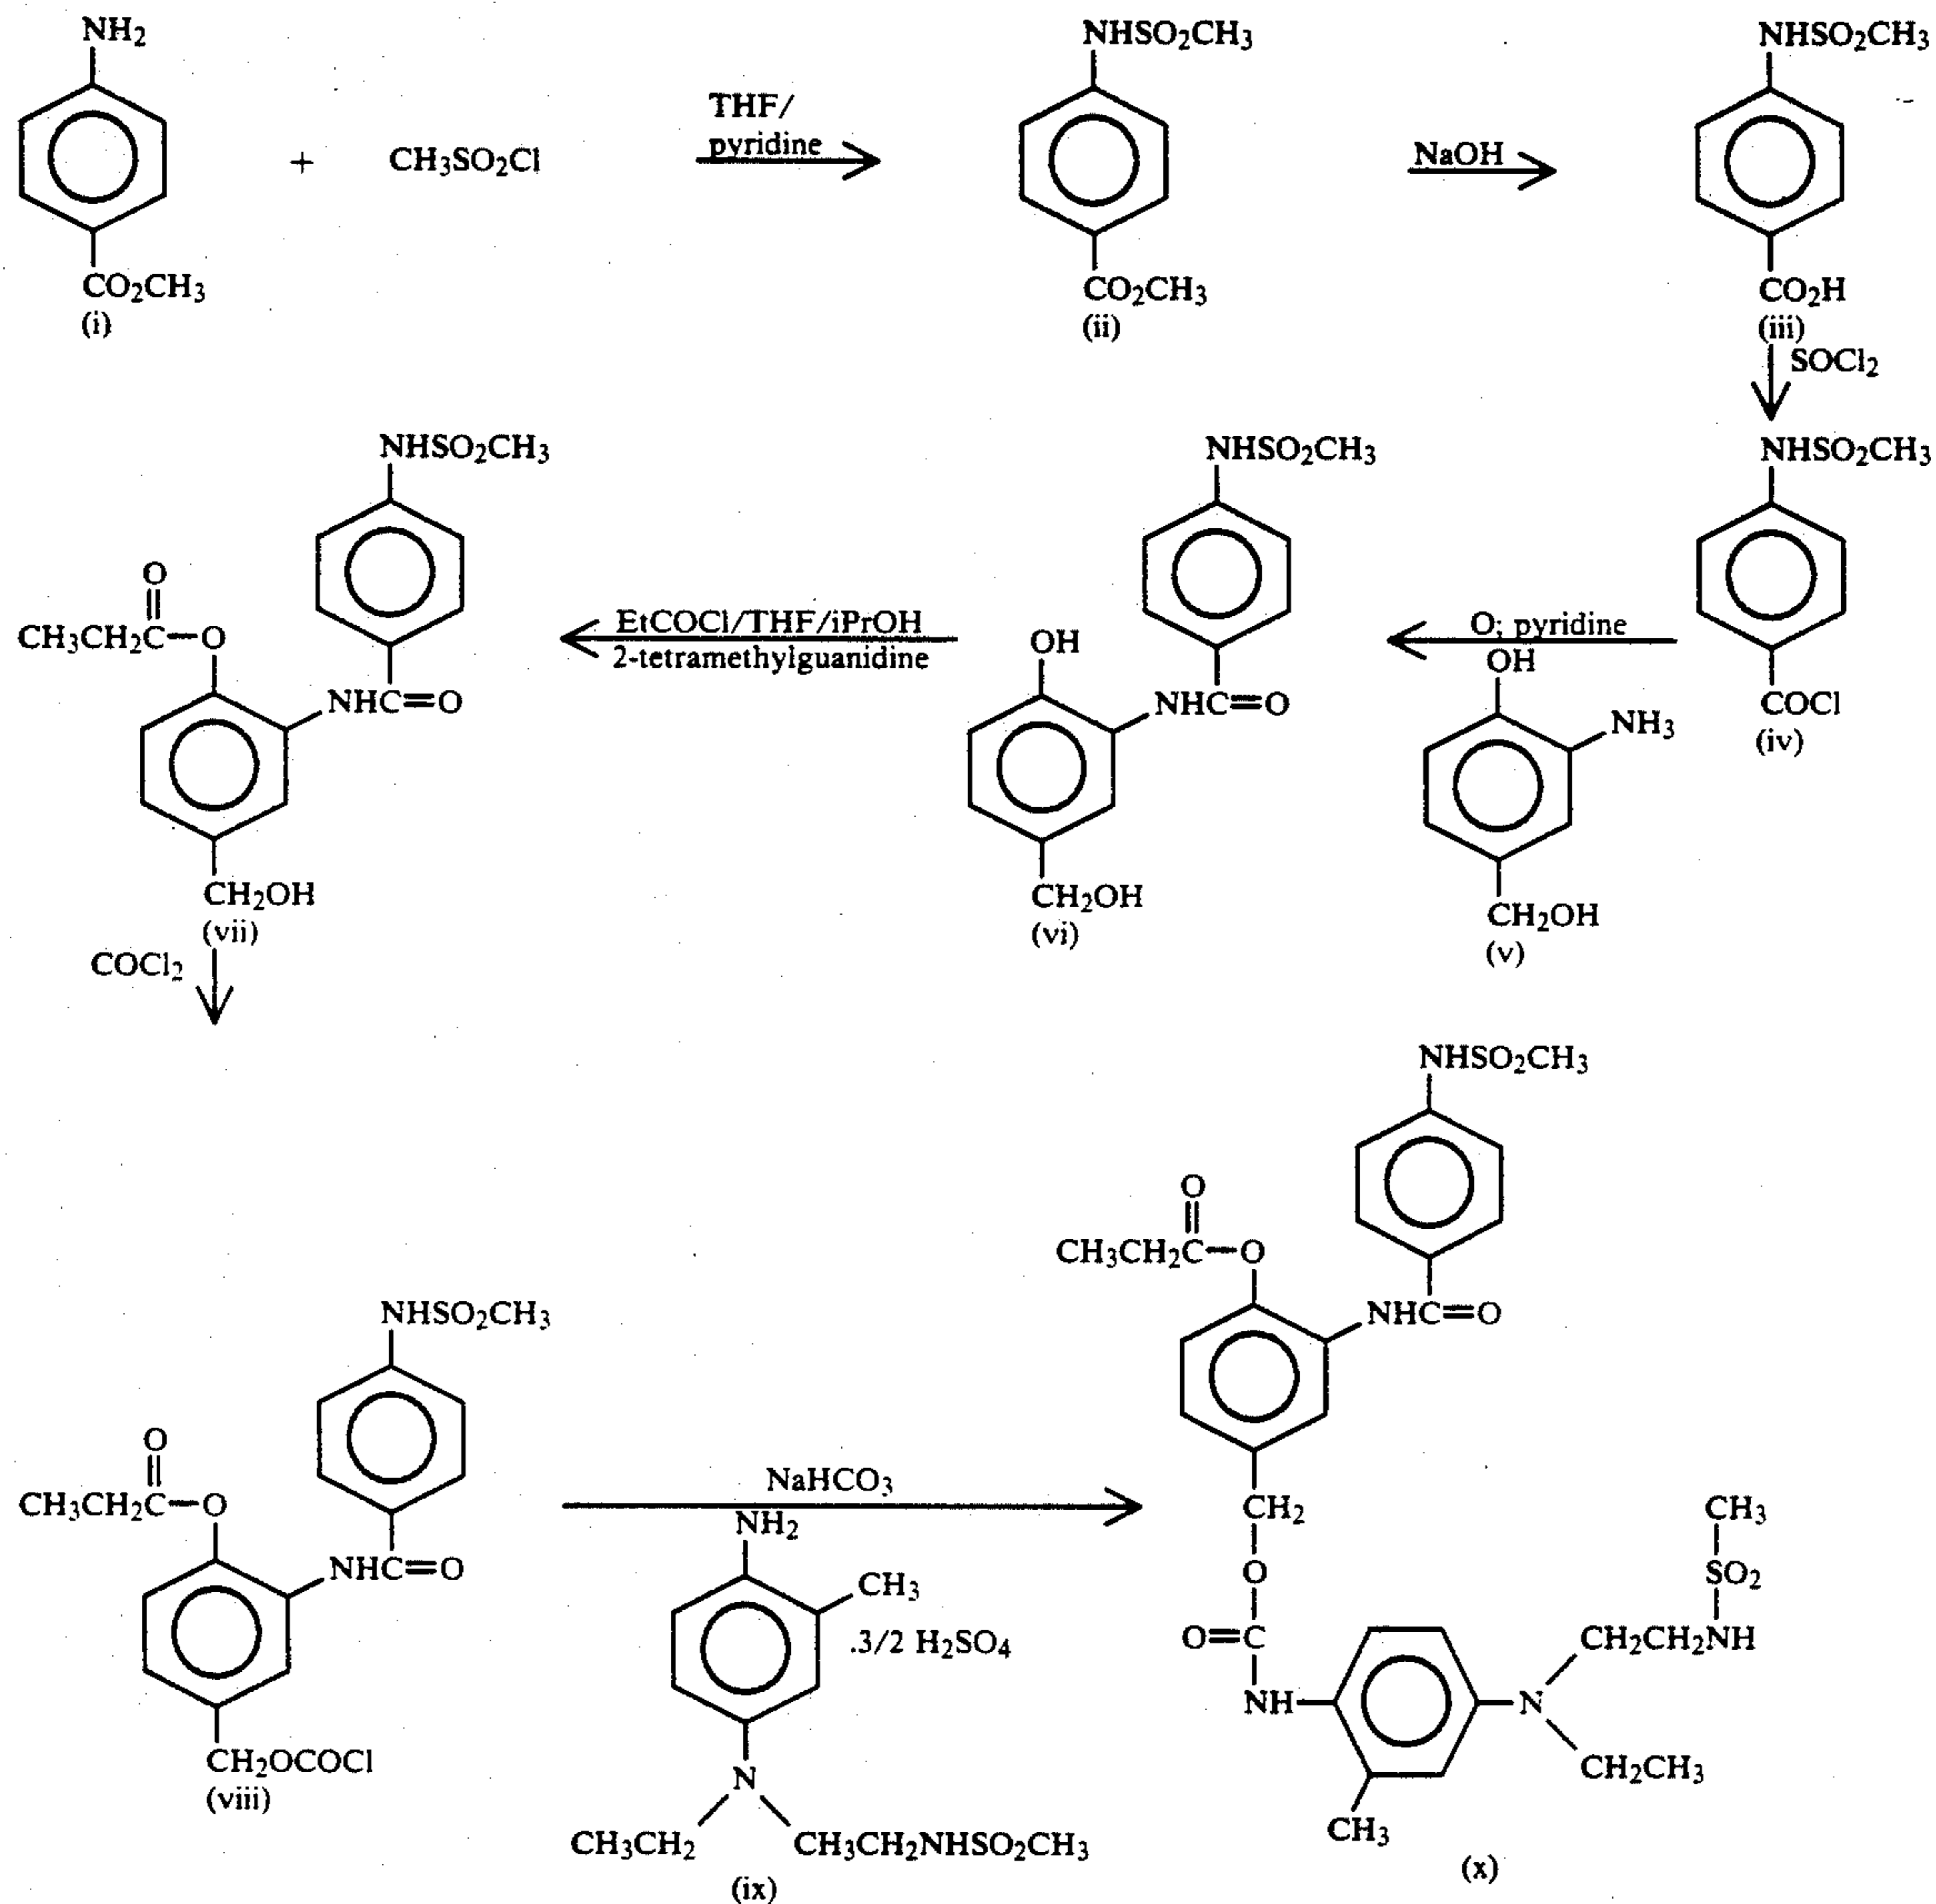 NH2
CO2CH3
(i)
+
CH3SO2Cl
THF/
pyridine
NHSO2CH3
CO2CH3
(ii)
NaOH
NHSO2CH3
CO2H
(iii)
SOCl2
NHSO2CH3
COCl
(iv)
O; pyridine
OH
NH3
CH2OH
(v)
NHSO2CH3
OH
NHC=O
CH2OH
(vi)
EtCOCl/THF/iPrOH
2-tetramethylguanidine
NHSO2CH3
O
CH3CH2C-O
NHC=O
CH2OH
(vii)
COCl2
NHSO2CH3
O
CH3CH2C-O
NHC=O
CH2OCOCl
(viii)
NaHCO3
NH2
CH3
.3/2 H2SO4
N
CH3CH2
CH3CH2NHSO2CH3
(ix)
NHSO2CH3
O
CH3CH2C-O
NHC=O
CH2
O
O=C
NH
CH3
SO2
CH2CH2NH
N
CH2CH3
CH3
(x)